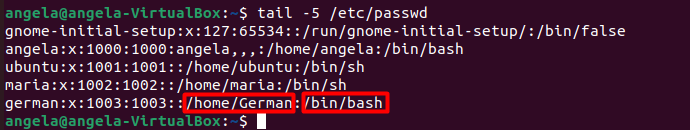 angela@angela-VirtualBox:~$ tail -5 /etc/passwd
gnome-initial-setup:x:127:65534::/run/gnome-initial-setup/:/bin/false
angela:x:1000:1000:angela,,,:/home/angela:/bin/bash
ubuntu:x:1001:1001::/home/ubuntu:/bin/sh
maria:x:1002:1002::/home/maria:/bin/sh
german:x:1003:1003::/home/German:/bin/bash
angela@angela-VirtualBox:~$